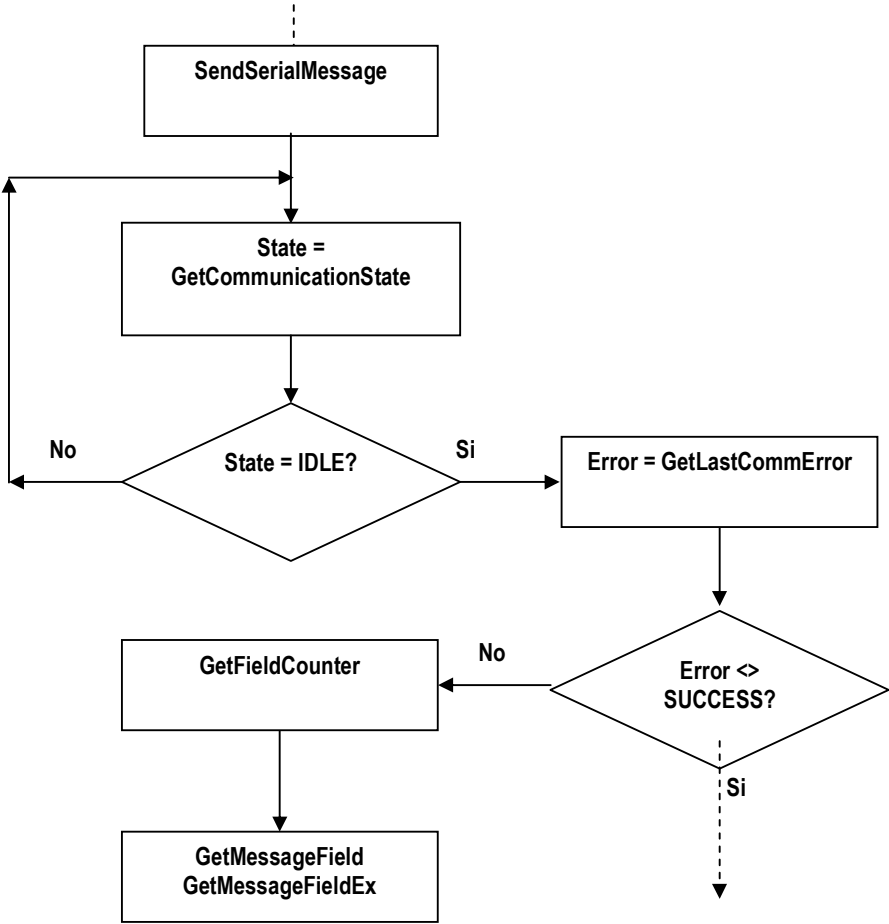 SendSerialMessage
State =
GetCommunicationState
No
State = IDLE?
Si
Error = GetLastCommError
GetFieldCounter
No
Error <>
SUCCESS?
Si
GetMessageField
GetMessageFieldEx